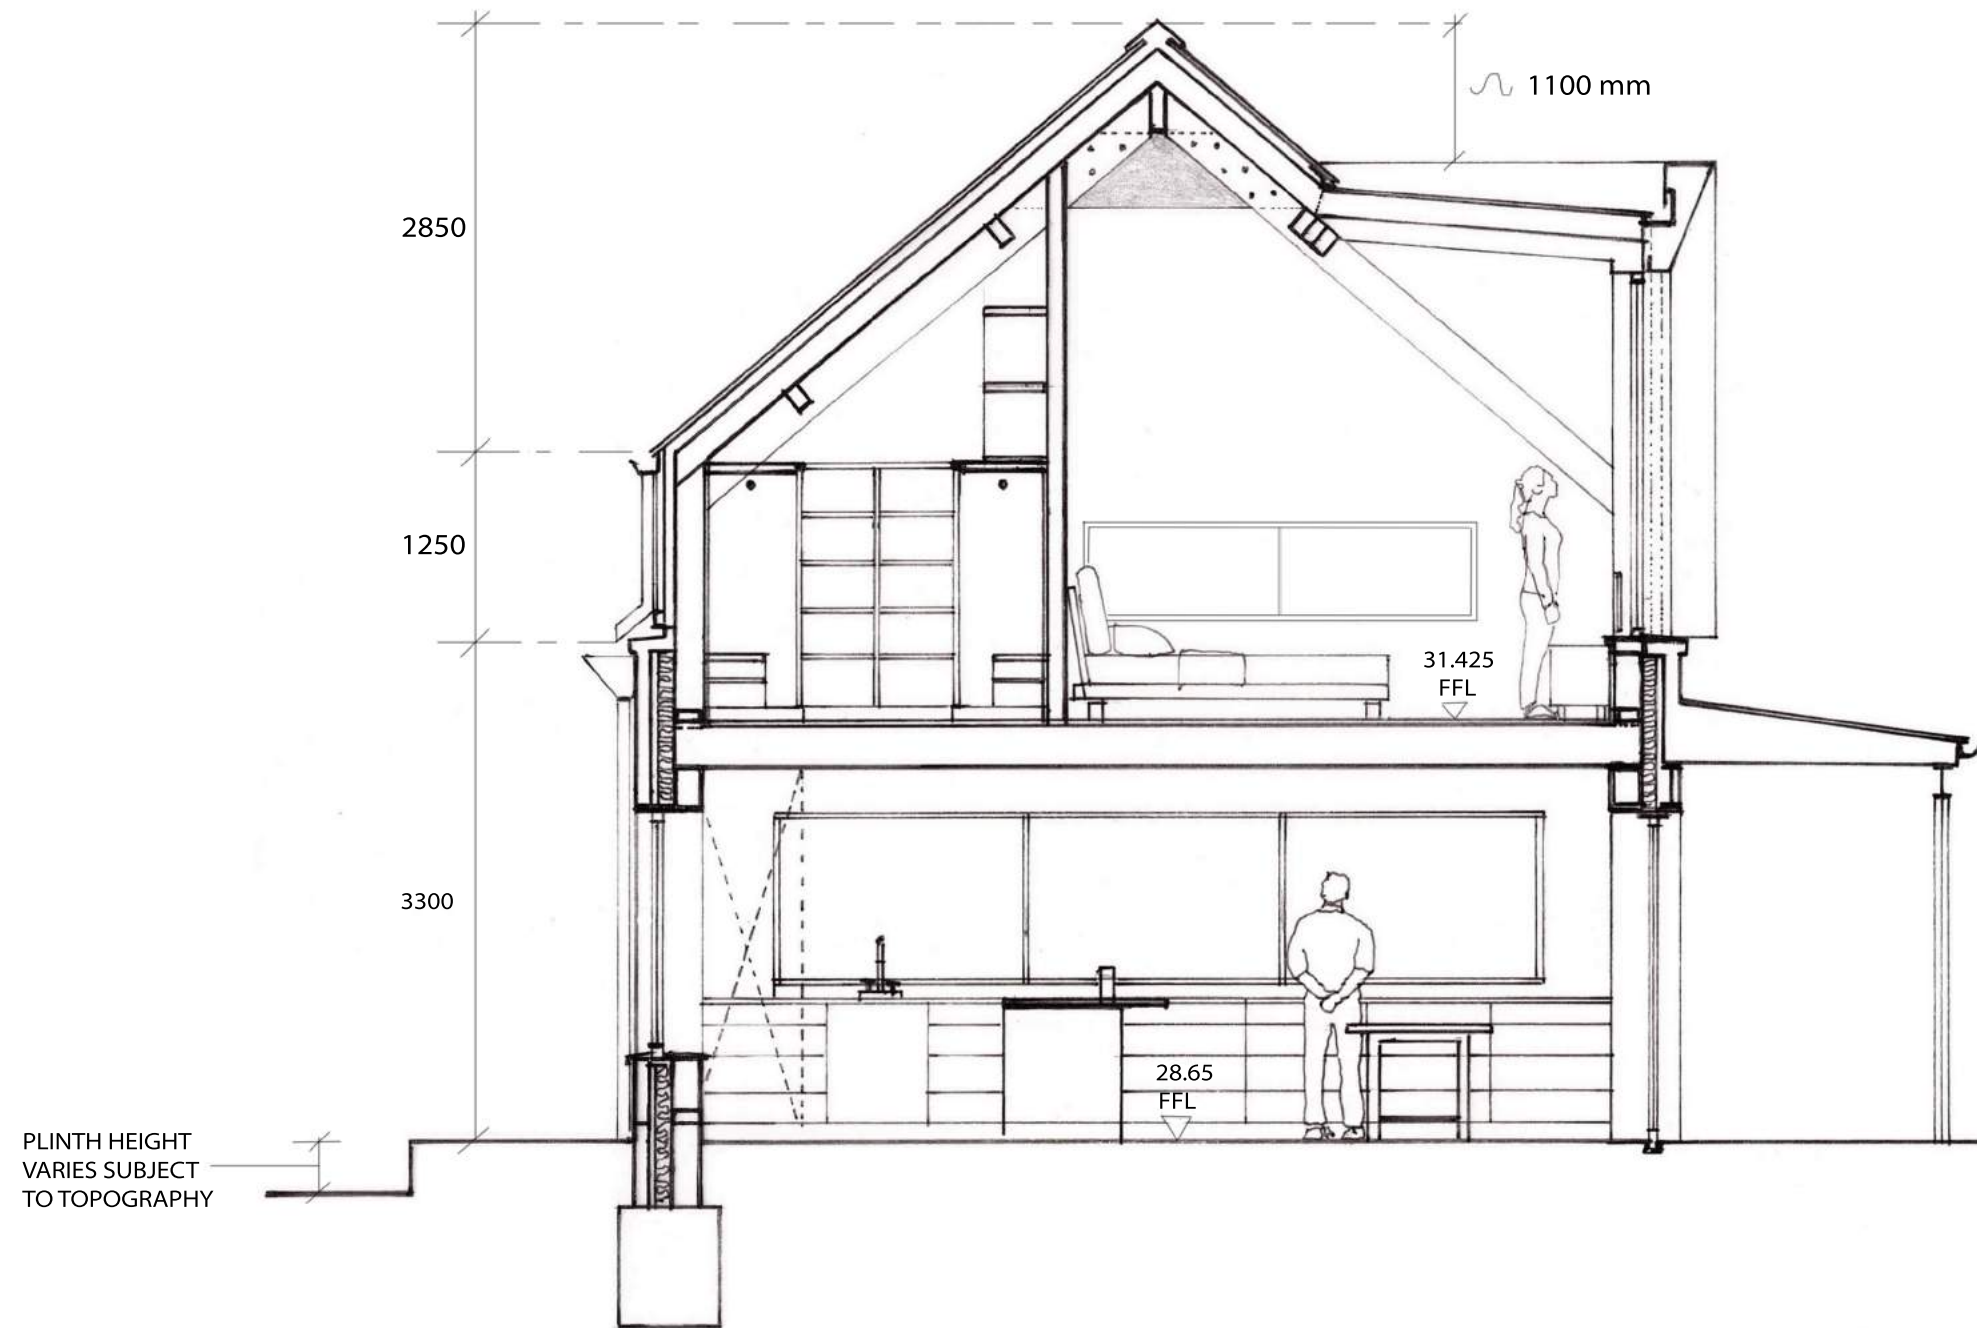 1100 mm
2850
1250
31.425
FFL
3300
28.65
FFL
PLINTH HEIGHT
VARIES SUBJECT
TO TOPOGRAPHY